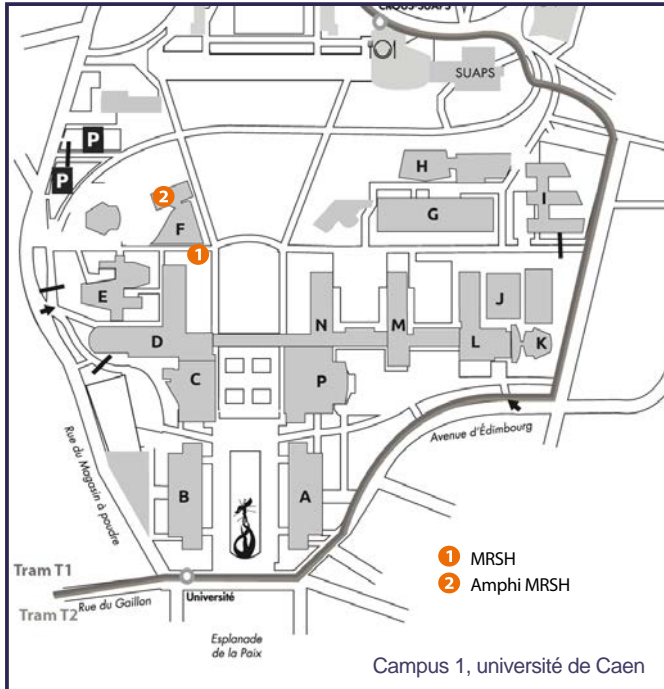 CROUS-SUAPS
SUAPS
P
P
H
I
2
G
F
1
E
J
N
M
D
L
K
C
P
Avenue d'Édimbourg
Rue du Magasin à poudre
B
A
1 MRSH
Tram T1
2 Amphi MRSH
Université
Tram T2
Rue du Gaillon
Esplanade
de la Paix
Campus 1, université de Caen